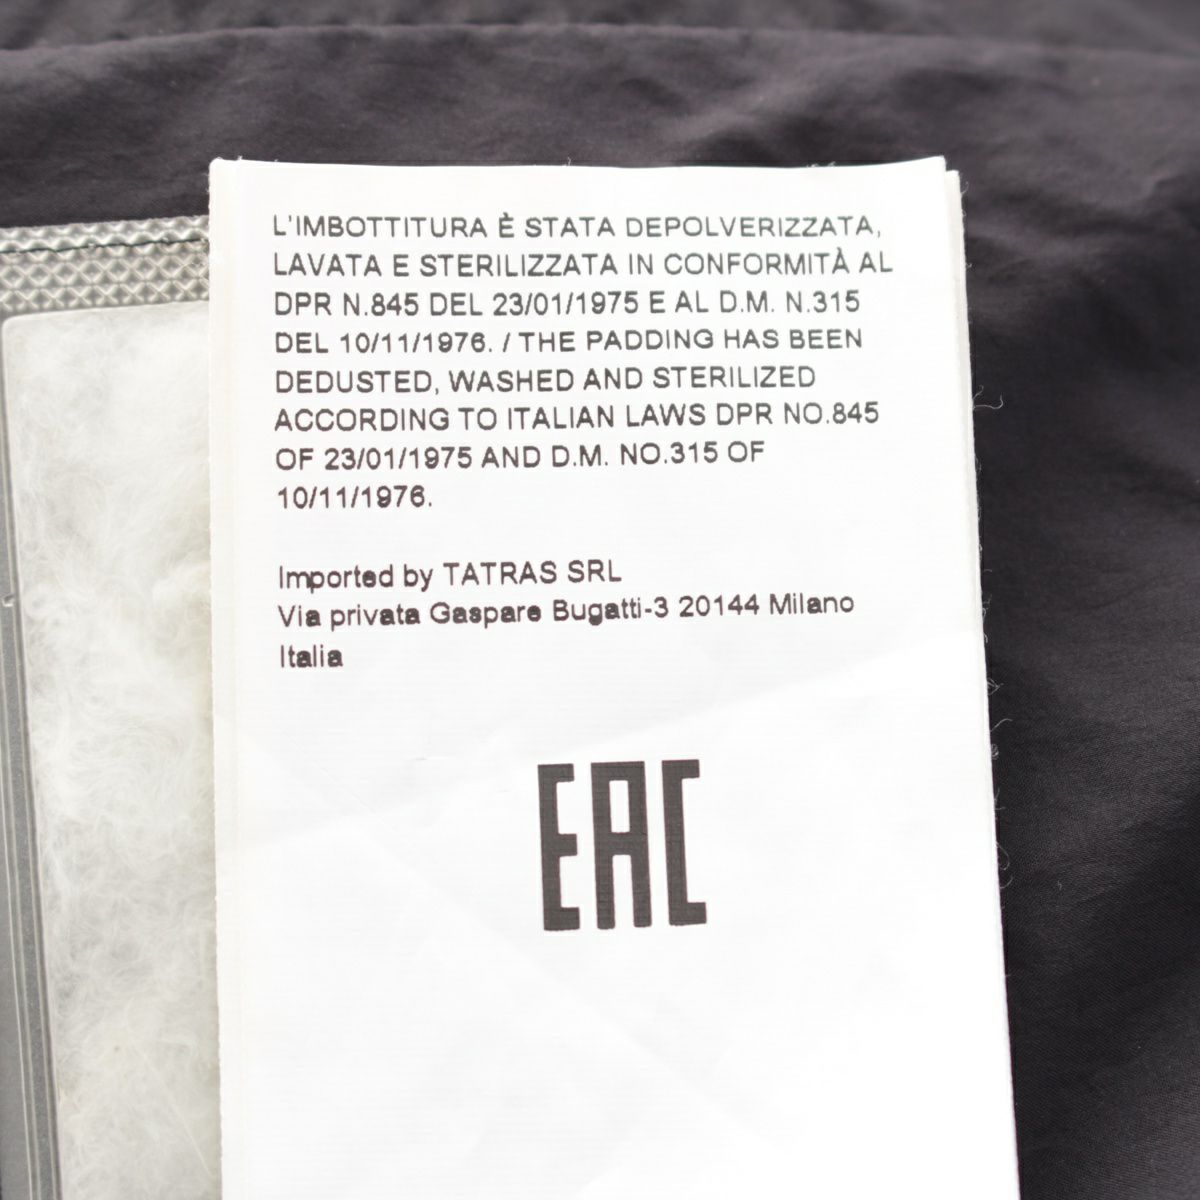 L'IMBOTTITURA È STATA DEPOLVERIZZATA,
LAVATA E STERILIZZATA IN CONFORMITÀ AL
DPR N.845 DEL 23/01/1975 E AL D.M. N.315
DEL 10/11/1976. / THE PADDING HAS BEEN
DEDUSTED, WASHED AND STERILIZED
ACCORDING TO ITALIAN LAWS DPR NO.845
OF 23/01/1975 AND D.M. NO.315 OF
10/11/1976.
Imported by TATRAS SRL
Via privata Gaspare Bugatti-3 20144 Milano
Italia
EAC